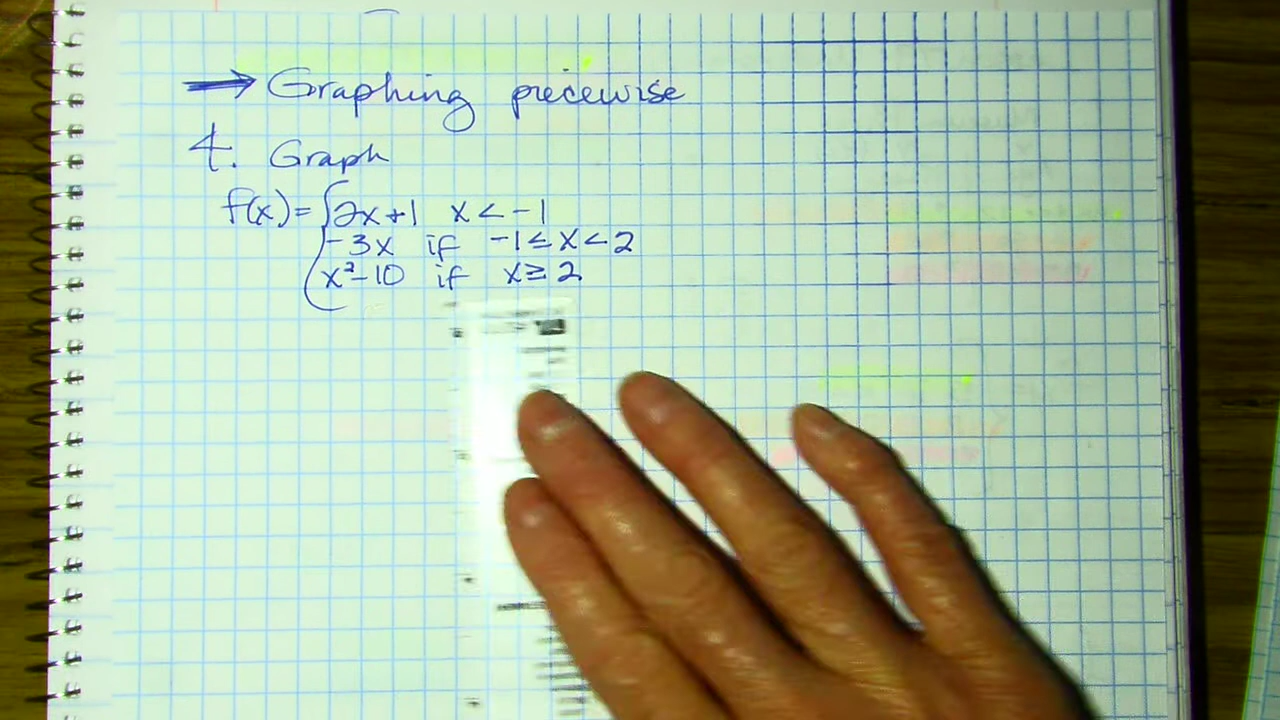 → Graphing piecewise
4. Graph
f(x) = { 2x+1 x < -1
-3x if -1 ≤ x < 2
x²-10 if x ≥ 2